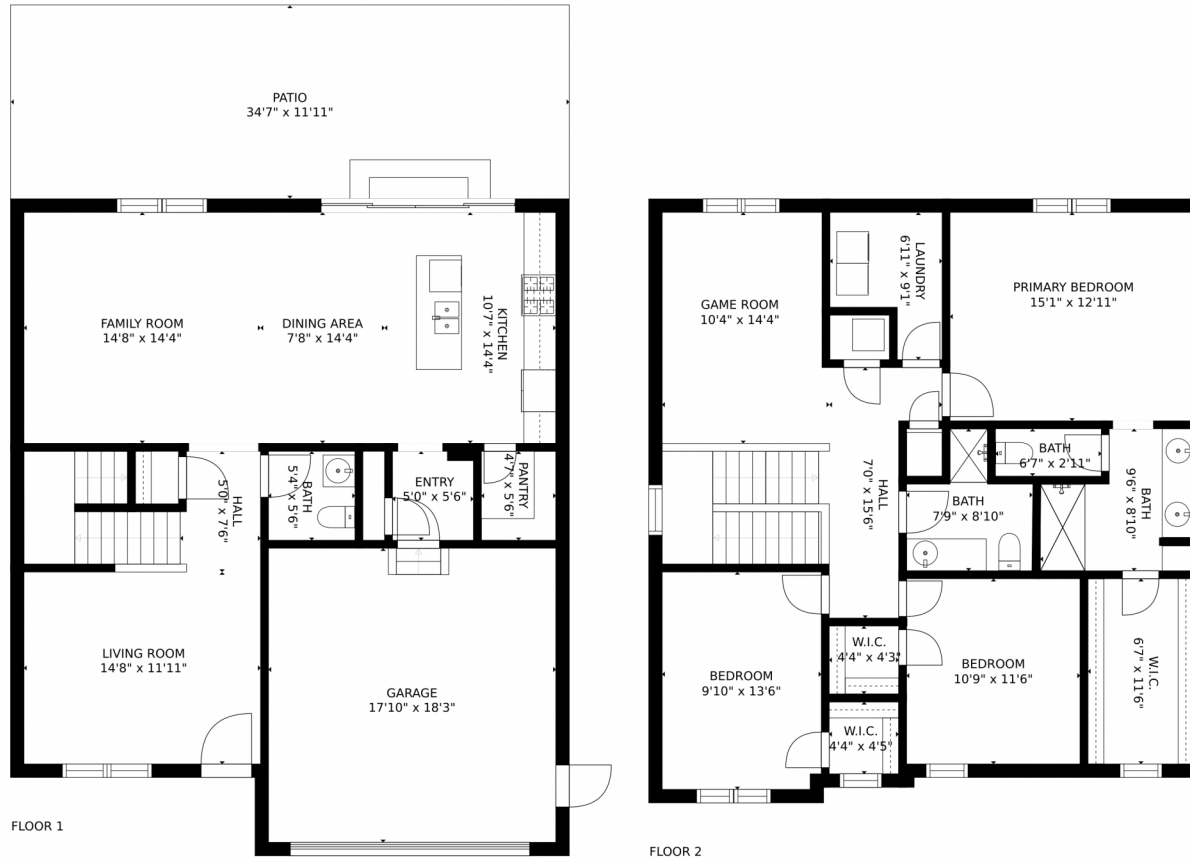 PATIO
34'7" x 11'11"
FAMILY ROOM
14'8" x 14'4"
DINING AREA
7'8" x 14'4"
KITCHEN
10'7" x 14'4"
HALL
5'0" x 7'6"
BATH
5'4" x 5'6"
ENTRY
5'0" x 5'6"
PANTRY
4'7" x 5'6"
LIVING ROOM
14'8" x 11'11"
GARAGE
17'10" x 18'3"
FLOOR 1
GAME ROOM
10'4" x 14'4"
LAUNDRY
6'11" x 9'1"
PRIMARY BEDROOM
15'1" x 12'11"
HALL
7'0" x 15'6"
BATH
6'7" x 2'11"
BATH
7'9" x 8'10"
BATH
9'6" x 8'10"
BEDROOM
9'10" x 13'6"
W.I.C.
4'4" x 4'3"
W.I.C.
4'4" x 4'5"
BEDROOM
10'9" x 11'6"
W.I.C.
6'7" x 11'6"
FLOOR 2